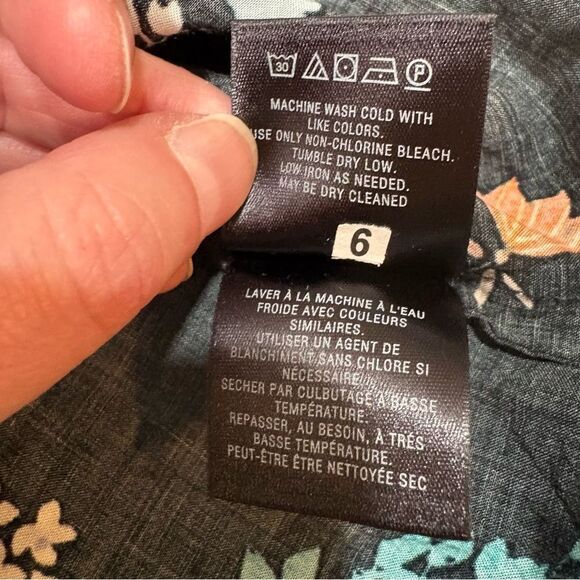 30 P
MACHINE WASH COLD WITH
LIKE COLORS.
USE ONLY NON-CHLORINE BLEACH.
TUMBLE DRY LOW.
LOW IRON AS NEEDED.
MAY BE DRY CLEANED
6
LAVER À LA MACHINE À L'EAU
FROIDE AVEC COULEURS
SIMILAIRES.
UTILISER UN AGENT DE
BLANCHIMENT SANS CHLORE SI
NÉCESSAIRE.
SECHER PAR CULBUTAGE À BASSE
TEMPÉRATURE.
REPASSER, AU BESOIN, À TRÈS
BASSE TEMPÉRATURE.
PEUT-ÊTRE ÊTRE NETTOYÉE SEC